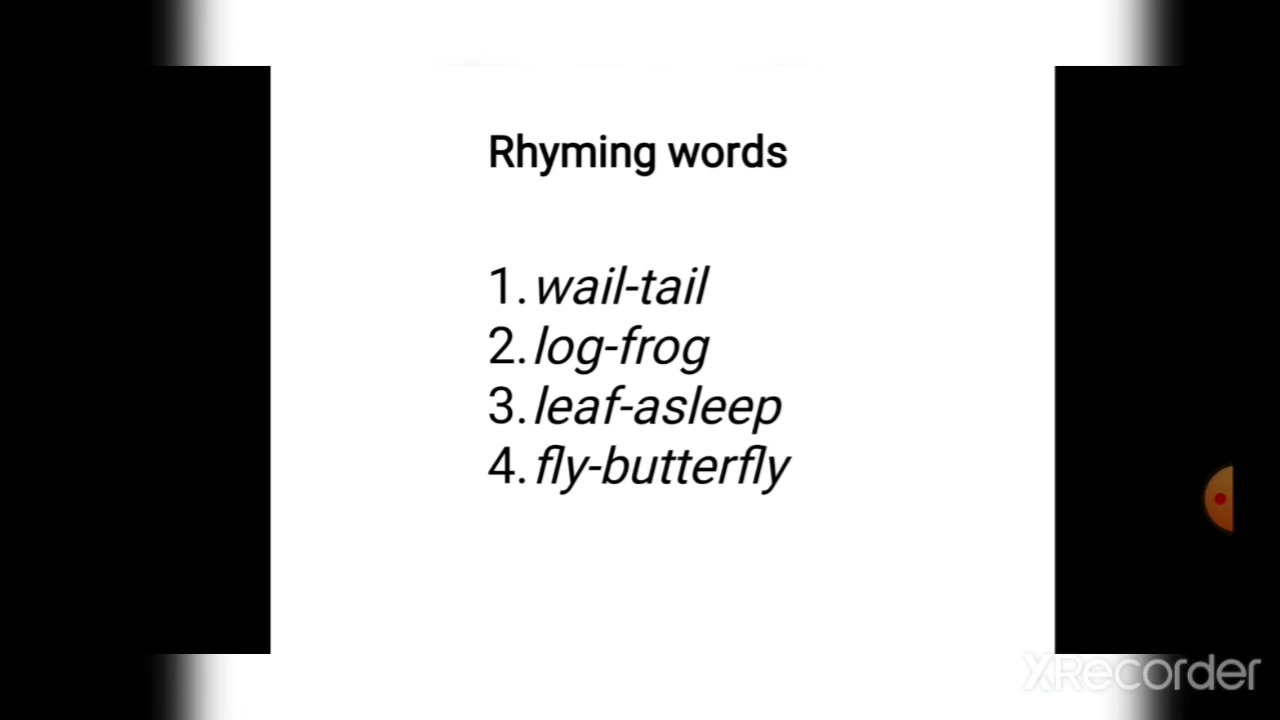 Rhyming words
1. wail-tail
2. log-frog
3. leaf-asleep
4. fly-butterfly
XRecorder